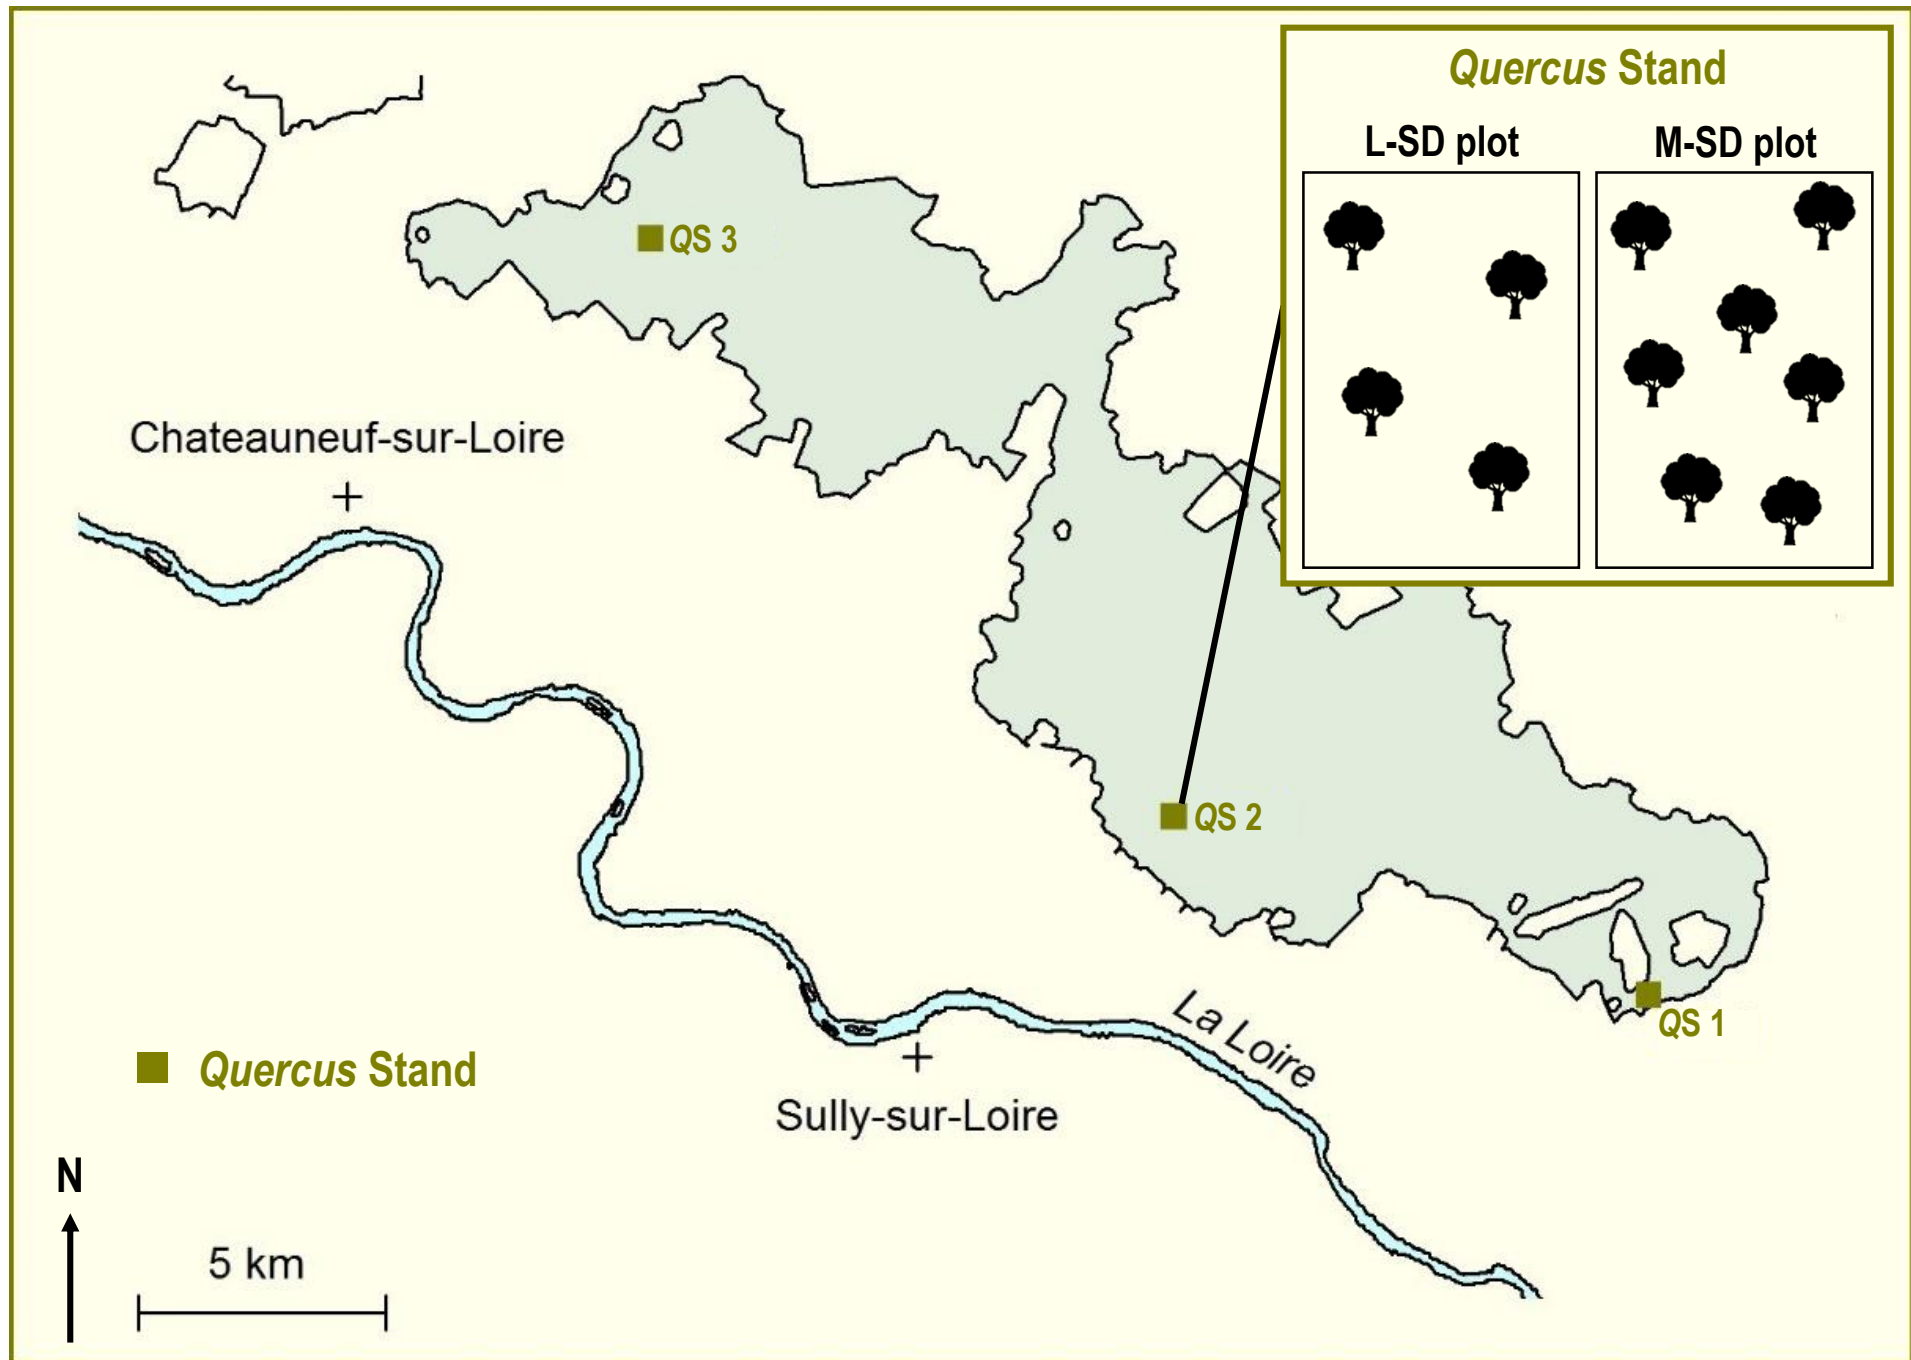 Quercus Stand
L-SD plot
M-SD plot
QS 3
Chateauneuf-sur-Loire
QS 2
QS 1
La Loire
Quercus Stand
Sully-sur-Loire
N
5 km